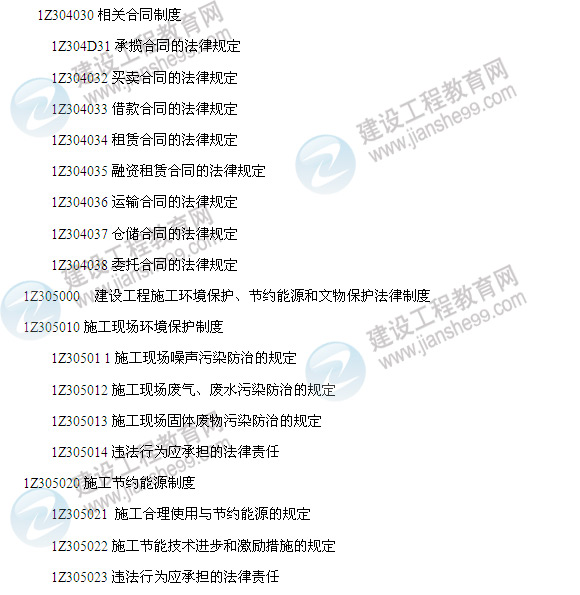 1Z304030 相关合同制度
1Z304D31 承揽合同的法律规定
1Z304032 买卖合同的法律规定
1Z304033 借款合同的法律规定
1Z304034 租赁合同的法律规定
1Z304035 融资租赁合同的法律规定
1Z304036 运输合同的法律规定
1Z304037 仓储合同的法律规定
1Z304038 委托合同的法律规定
1Z305000 建设工程施工环境保护、节约能源和文物保护法律制度
1Z305010 施工现场环境保护制度
1Z30501 1 施工现场噪声污染防治的规定
1Z305012 施工现场废气、废水污染防治的规定
1Z305013 施工现场固体废物污染防治的规定
1Z305014 违法行为应承担的法律责任
1Z305020 施工节约能源制度
1Z305021 施工合理使用与节约能源的规定
1Z305022 施工节能技术进步和激励措施的规定
1Z305023 违法行为应承担的法律责任
建设工程教育网
www.jianshe99.com
建设工程教育网
www.jianshe99.com
建设工程教育网
www.jianshe99.com
建设工程教育网
www.jianshe99.com
建设工程教育网
www.jianshe99.com